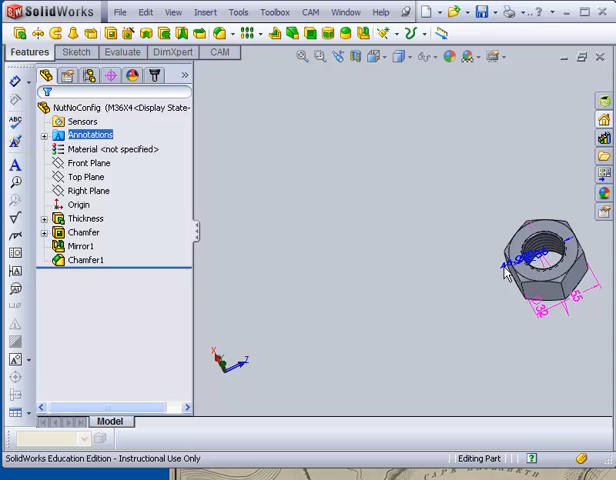 SolidWorks
File Edit View Insert Tools Toolbox CAM Window Help
Features Sketch Evaluate DimXpert CAM
NutNoConfig (M36X4<Display State-
Sensors
Annotations
Material <not specified>
Front Plane
Top Plane
Right Plane
Origin
Thickness
Chamfer
Mirror1
Chamfer1
55
X
Z
Model
SolidWorks Education Edition - Instructional Use Only
Editing Part